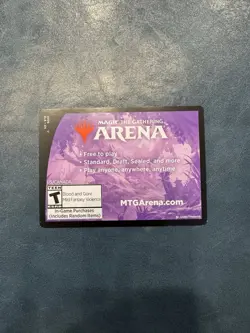 MAGIC: THE GATHERING
ARENA
Free to play
Standard, Draft, Sealed, and more
Play anyone, anywhere, anytime
TEEN
T
Blood and Gore
Mild Fantasy Violence
In-Game Purchases
(Includes Random Items)
MTGArena.com